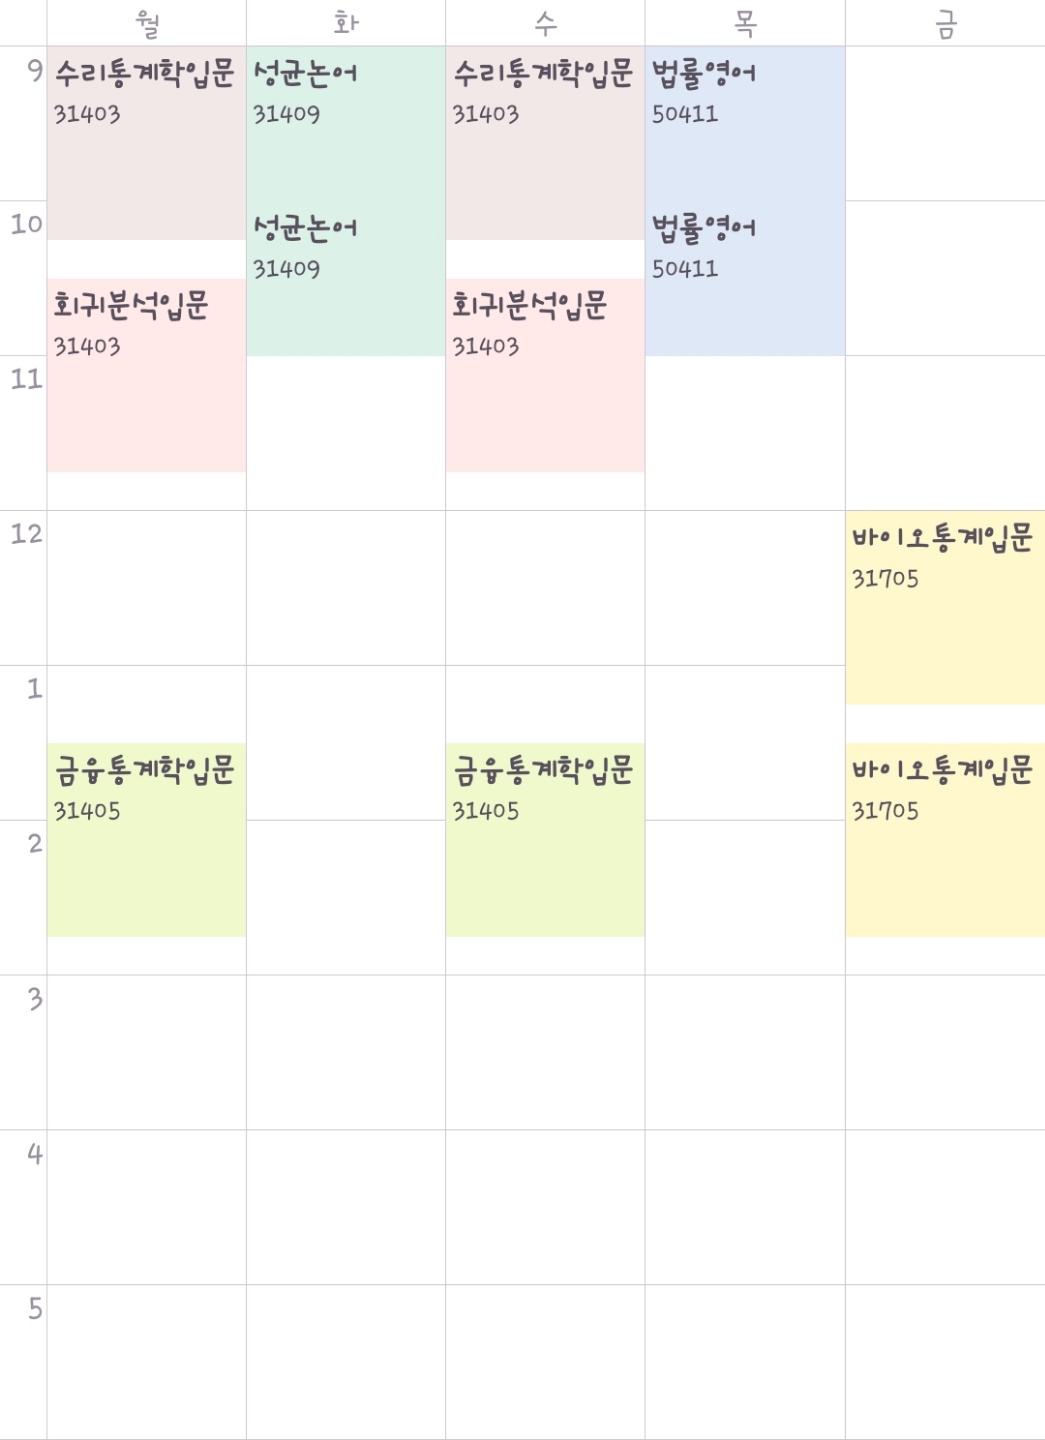 월 화 수 목 금
9 수리통계학입문 성균논어 수리통계학입문 법률영어
31403 31409 31403 50411
10 성균논어 법률영어
31409 50411
회귀분석입문 회귀분석입문
31403 31403
11
12 바이오통계입문
31705
1
금융통계학입문 금융통계학입문 바이오통계입문
31405 31405 31705
2
3
4
5